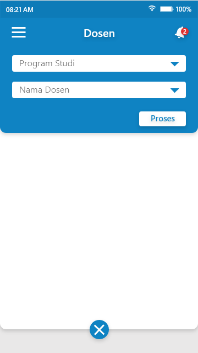 08:21 AM 100%
Dosen
2
Program Studi
Nama Dosen
Proses